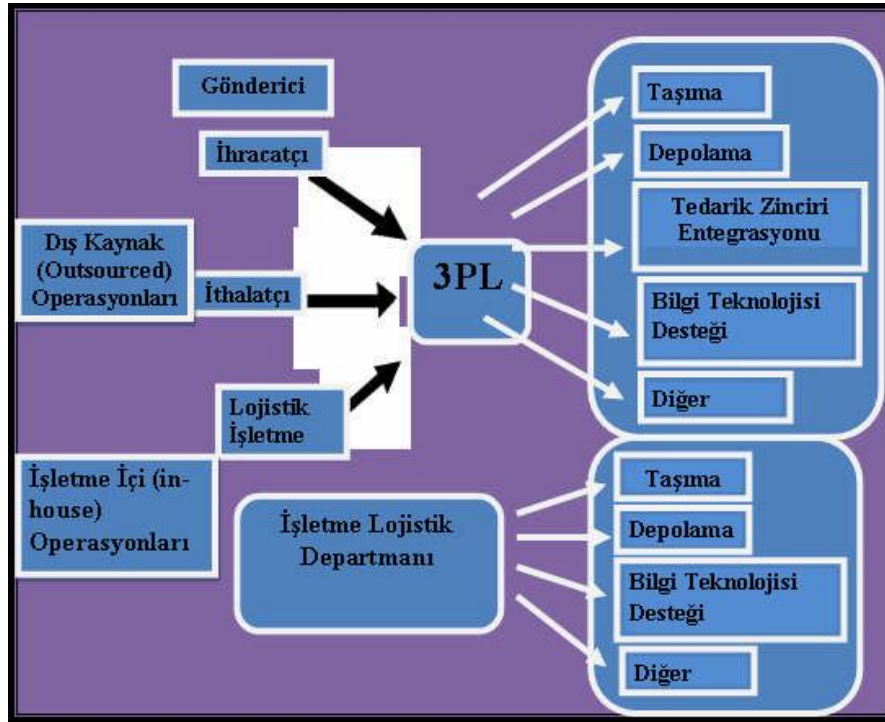 Gönderici
İhracatçı
Dış Kaynak
(Outsourced)
Operasyonları
İthalatçı
Lojistik
İşletme
İşletme İçi (in-
house)
Operasyonları
3PL
Taşıma
Depolama
Tedarik Zinciri
Entegrasyonu
Bilgi Teknolojisi
Desteği
Diğer
İşletme Lojistik
Departmanı
Taşıma
Depolama
Bilgi Teknolojisi
Desteği
Diğer